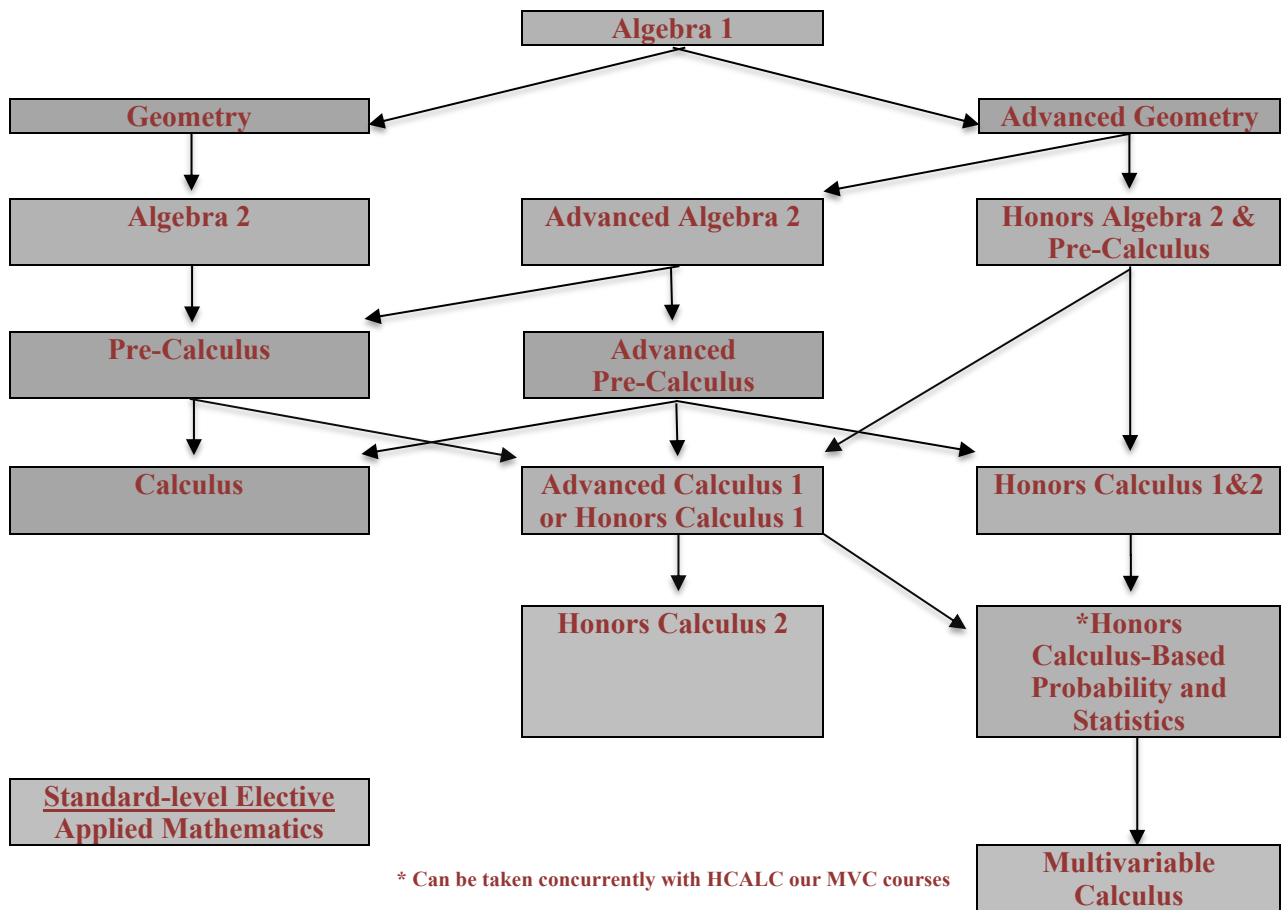 Algebra 1
Geometry
Advanced Geometry
Algebra 2
Advanced Algebra 2
Honors Algebra 2 &
Pre-Calculus
Pre-Calculus
Advanced
Pre-Calculus
Calculus
Advanced Calculus 1
or Honors Calculus 1
Honors Calculus 1&2
Honors Calculus 2
*Honors
Calculus-Based
Probability and
Statistics
Standard-level Elective
Applied Mathematics
* Can be taken concurrently with HCALC our MVC courses
Multivariable
Calculus